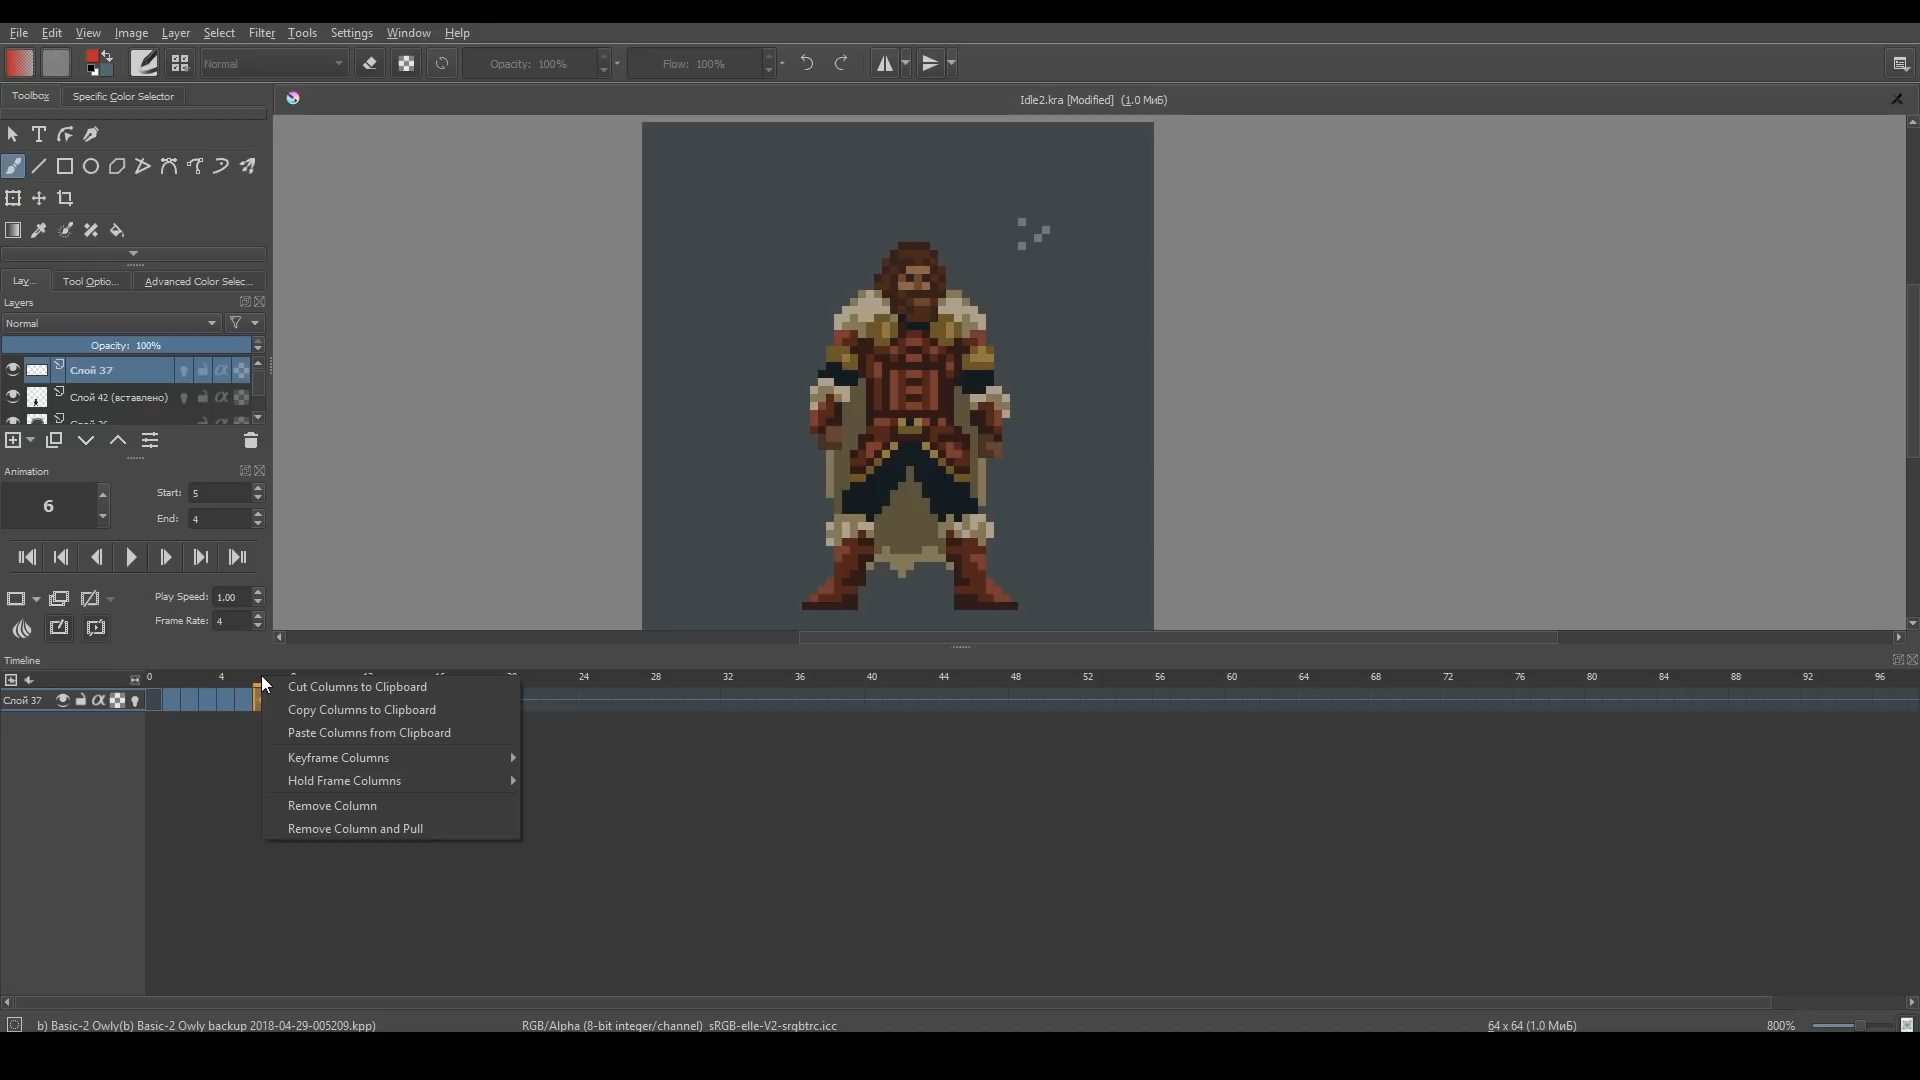 File Edit View Image Layer Select Filter Tools Settings Window Help
Normal Opacity: 100% Flow: 100%
Toolbox Specific Color Selector
Idle2.kra [Modified] (1.0 МиБ)
Lay... Tool Optio... Advanced Color Selec...
Layers
Normal
Opacity: 100%
Слой 37
Слой 42 (вставлено)
Animation
6
Start: 5
End: 4
Play Speed: 1.00
Frame Rate: 4
Timeline
0 4 24 28 32 36 40 44 48 52 56 60 64 68 72 76 80 84 88 92 96
Слой 37
Cut Columns to Clipboard
Copy Columns to Clipboard
Paste Columns from Clipboard
Keyframe Columns
Hold Frame Columns
Remove Column
Remove Column and Pull
b) Basic-2 Owly(b) Basic-2 Owly backup 2018-04-29-005209.kpp)
RGB/Alpha (8-bit integer/channel) sRGB-elle-V2-srgbtrc.icc
64 x 64 (1.0 МиБ)
800%